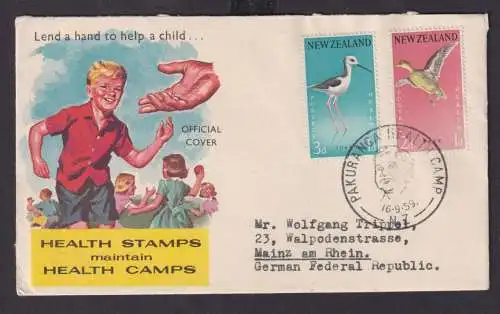 Lend a hand to help a child...
OFFICIAL
COVER
HEALTH STAMPS
maintain
HEALTH CAMPS
NEW ZEALAND
3d
NEW ZEALAND
PAKURANGA HEALTH CAMP
16·9·59.
N.Z.
Mr. Wolfgang Trippel,
23, Walpodenstrasse,
Mainz am Rhein.
German Federal Republic.